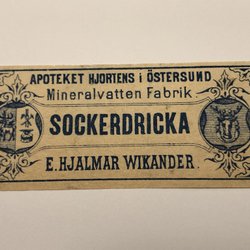 APOTEKET HJORTENS i ÖSTERSUND
Mineralvatten Fabrik
SOCKERDRICKA
E. HJALMAR WIKANDER.